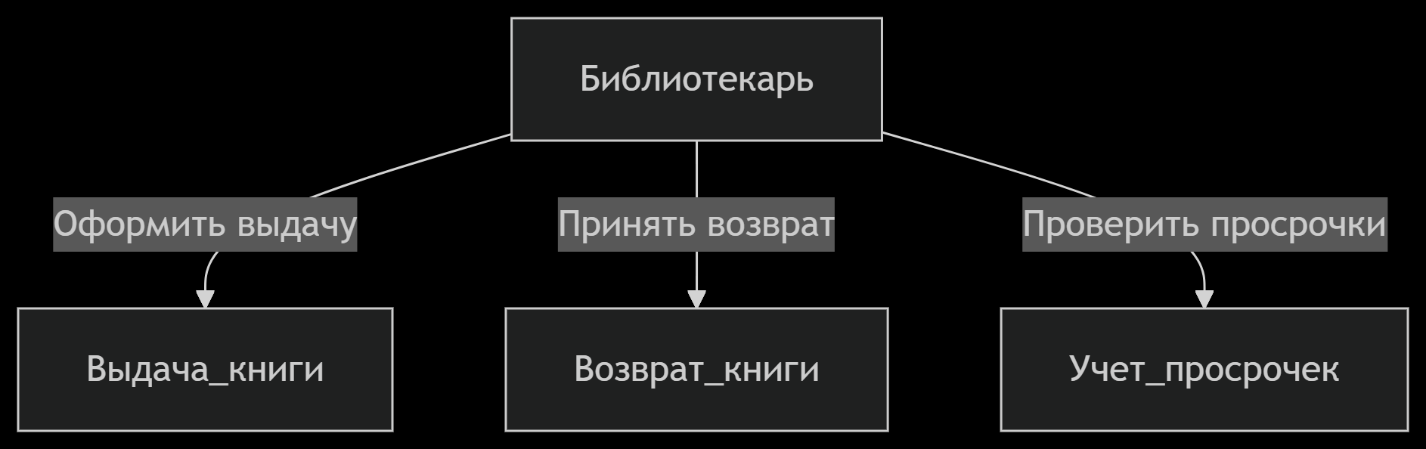 Библиотекарь
Оформить выдачу
Принять возврат
Проверить просрочки
Выдача_книги
Возврат_книги
Учет_просрочек